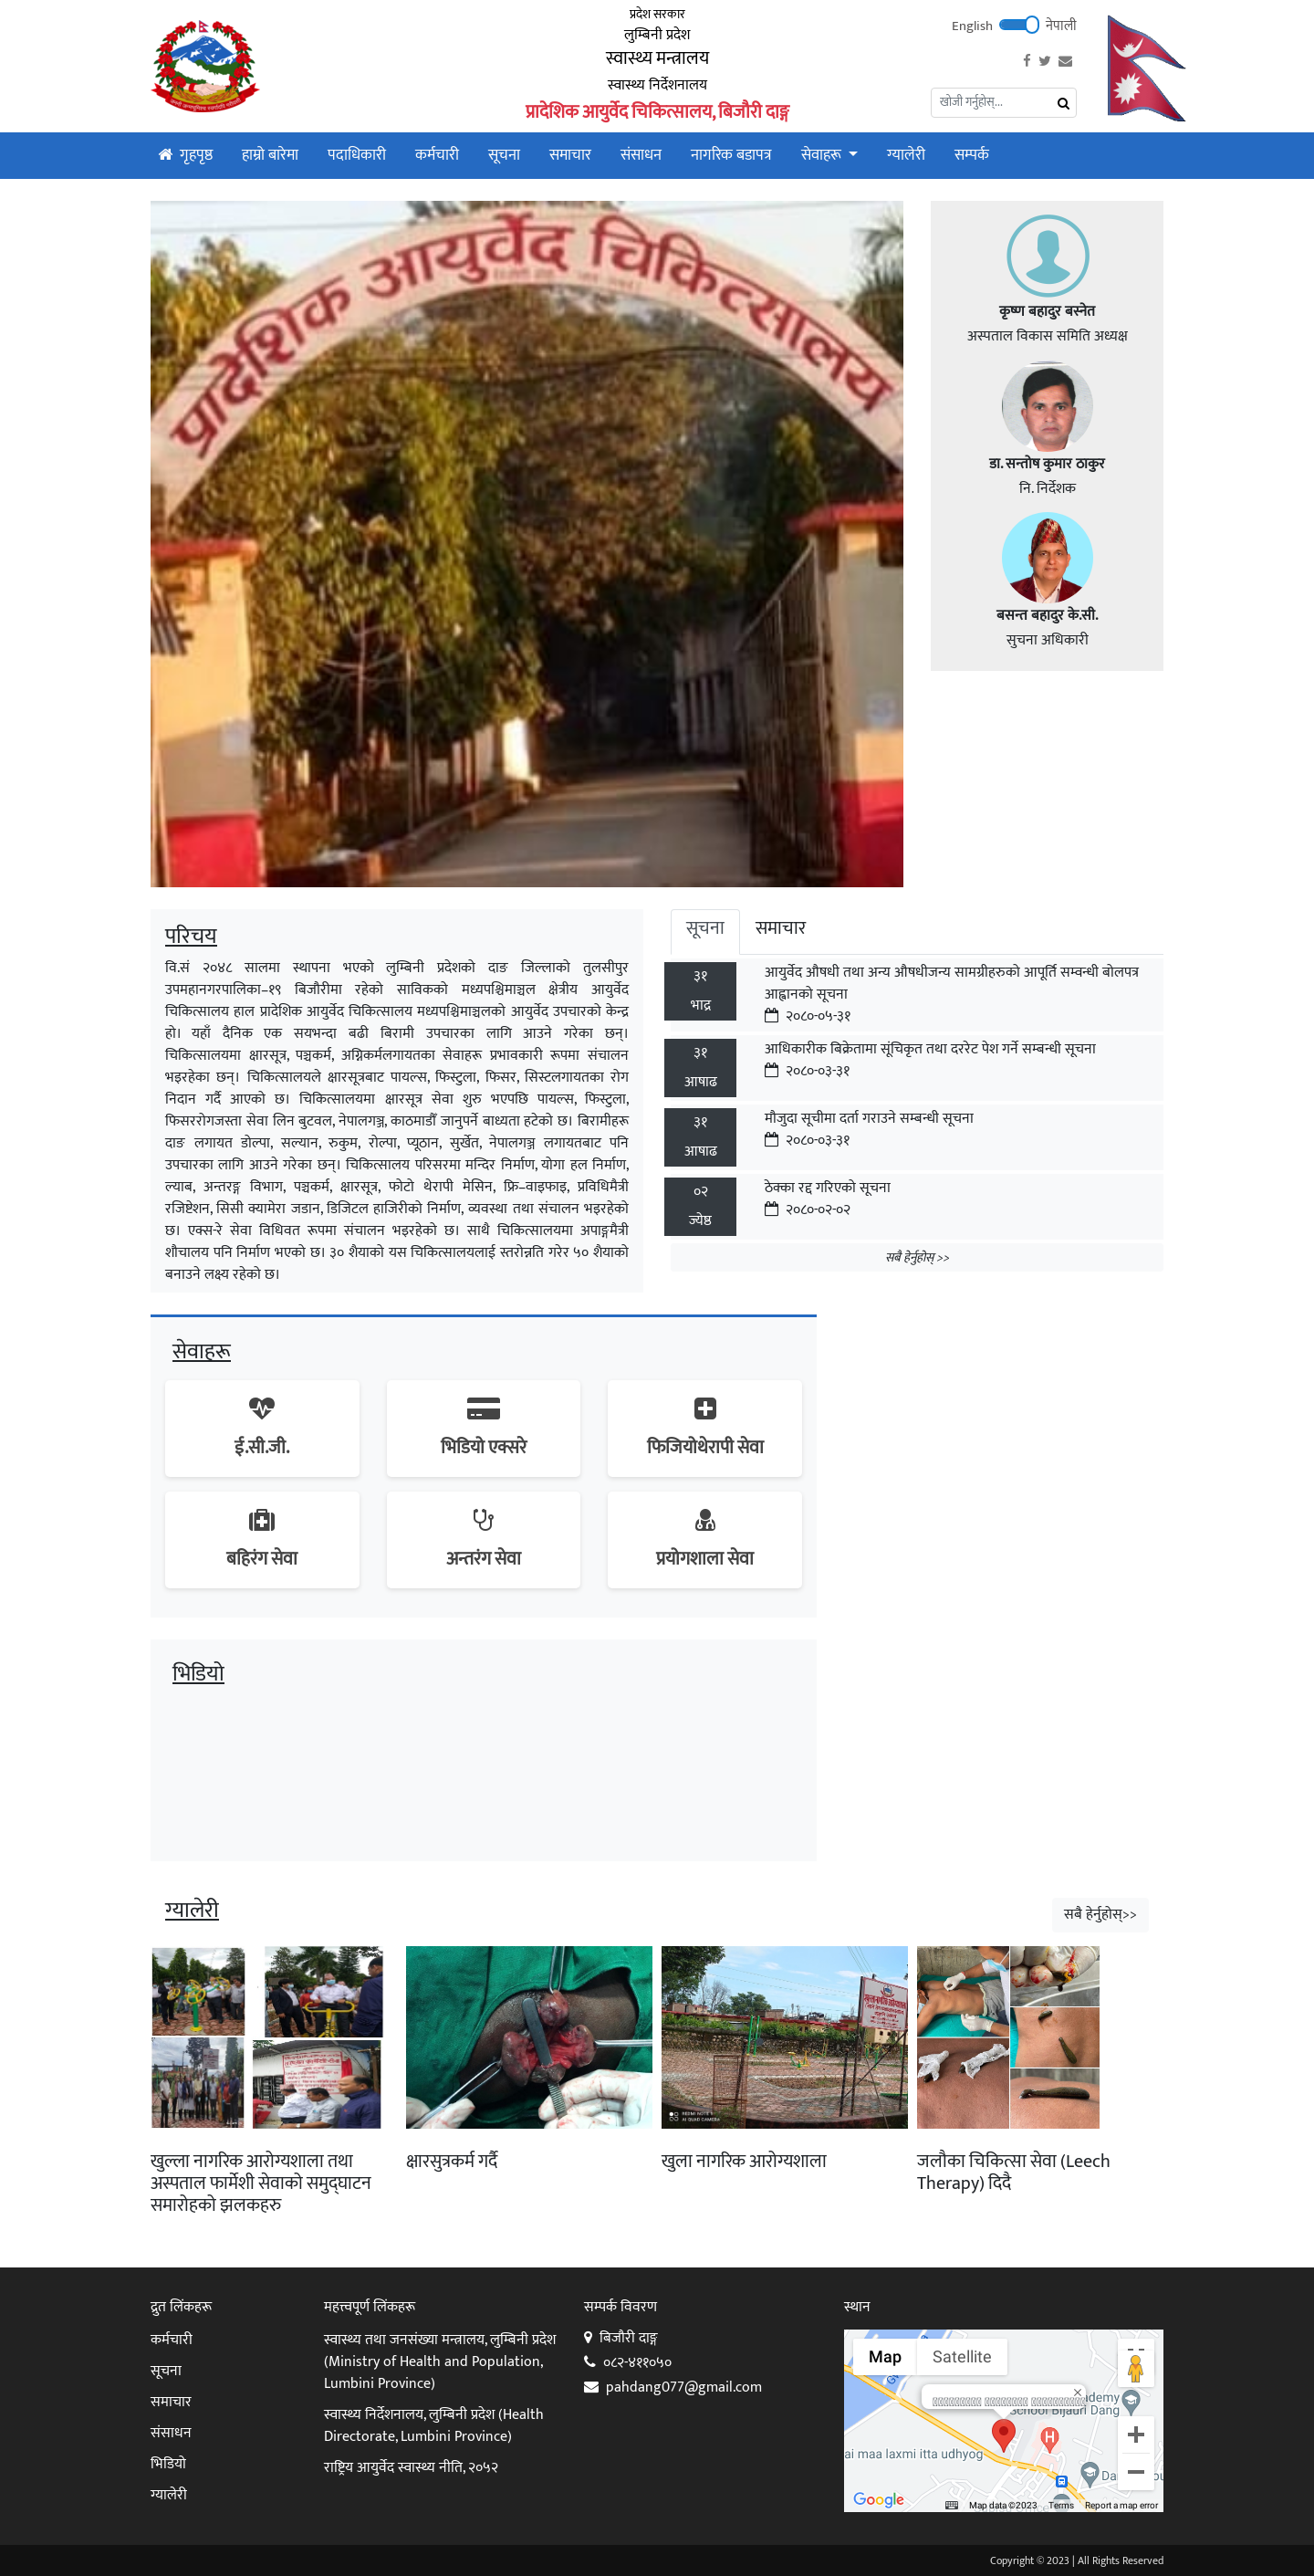 प्रदेश सरकार
लुम्बिनी प्रदेश
स्वास्थ्य मन्त्रालय
स्वास्थ्य निर्देशनालय
प्रादेशिक आयुर्वेद चिकित्सालय, बिजौरी दाङ्ग
English नेपाली
खोजी गर्नुहोस्...
गृहपृष्ठ हाम्रो बारेमा पदाधिकारी कर्मचारी सूचना समाचार संसाधन नागरिक बडापत्र सेवाहरू ग्यालेरी सम्पर्क
प्रादेशिक आयुर्वेद चिकित्सालय
कृष्ण बहादुर बस्नेत
अस्पताल विकास समिति अध्यक्ष
डा. सन्तोष कुमार ठाकुर
नि. निर्देशक
बसन्त बहादुर के.सी.
सुचना अधिकारी
परिचय
वि.सं २०४८ सालमा स्थापना भएको लुम्बिनी प्रदेशको दाङ जिल्लाको तुलसीपुर
उपमहानगरपालिका–१९ बिजौरीमा रहेको साविकको मध्यपश्चिमाञ्चल क्षेत्रीय आयुर्वेद
चिकित्सालय हाल प्रादेशिक आयुर्वेद चिकित्सालय मध्यपश्चिमाञ्चलको आयुर्वेद उपचारको केन्द्र
हो। यहाँ दैनिक एक सयभन्दा बढी बिरामी उपचारका लागि आउने गरेका छन्।
चिकित्सालयमा क्षारसूत्र, पञ्चकर्म, अग्निकर्मलगायतका सेवाहरू प्रभावकारी रूपमा संचालन
भइरहेका छन्। चिकित्सालयले क्षारसूत्रबाट पायल्स, फिस्टुला, फिसर, सिस्टलगायतका रोग
निदान गर्दै आएको छ। चिकित्सालयमा क्षारसूत्र सेवा शुरु भएपछि पायल्स, फिस्टुला,
फिसररोगजस्ता सेवा लिन बुटवल, नेपालगञ्ज, काठमाडौँ जानुपर्ने बाध्यता हटेको छ। बिरामीहरू
दाङ लगायत डोल्पा, सल्यान, रुकुम, रोल्पा, प्यूठान, सुर्खेत, नेपालगञ्ज लगायतबाट पनि
उपचारका लागि आउने गरेका छन्। चिकित्सालय परिसरमा मन्दिर निर्माण, योगा हल निर्माण,
ल्याब, अन्तरङ्ग विभाग, पञ्चकर्म, क्षारसूत्र, फोटो थेरापी मेसिन, फ्रि–वाइफाइ, प्रविधिमैत्री
रजिष्टेशन, सिसी क्यामेरा जडान, डिजिटल हाजिरीको निर्माण, व्यवस्था तथा संचालन भइरहेको
छ। एक्स-रे सेवा विधिवत रूपमा संचालन भइरहेको छ। साथै चिकित्सालयमा अपाङ्गमैत्री
शौचालय पनि निर्माण भएको छ। ३० शैयाको यस चिकित्सालयलाई स्तरोन्नति गरेर ५० शैयाको
बनाउने लक्ष्य रहेको छ।
सूचना समाचार
३१
भाद्र
आयुर्वेद औषधी तथा अन्य औषधीजन्य सामग्रीहरुको आपूर्ति सम्वन्धी बोलपत्र
आह्वानको सूचना
२०८०-०५-३१
३१
आषाढ
आधिकारीक बिक्रेतामा सूंचिकृत तथा दररेट पेश गर्ने सम्बन्धी सूचना
२०८०-०३-३१
३१
आषाढ
मौजुदा सूचीमा दर्ता गराउने सम्बन्धी सूचना
२०८०-०३-३१
०२
ज्येष्ठ
ठेक्का रद्द गरिएको सूचना
२०८०-०२-०२
सबै हेर्नुहोस् >>
सेवाहरू
ई.सी.जी.
भिडियो एक्सरे
फिजियोथेरापी सेवा
बहिरंग सेवा
अन्तरंग सेवा
प्रयोगशाला सेवा
भिडियो
ग्यालेरी
सबै हेर्नुहोस्>>
खुल्ला नागरिक आरोग्यशाला तथा
अस्पताल फार्मेशी सेवाको समुद्घाटन
समारोहको झलकहरु
क्षारसुत्रकर्म गर्दै
खुला नागरिक आरोग्यशाला
जलौका चिकित्सा सेवा (Leech
Therapy) दिदै
द्रुत लिंकहरू
कर्मचारी
सूचना
समाचार
संसाधन
भिडियो
ग्यालेरी
महत्त्वपूर्ण लिंकहरू
स्वास्थ्य तथा जनसंख्या मन्त्रालय, लुम्बिनी प्रदेश
(Ministry of Health and Population,
Lumbini Province)
स्वास्थ्य निर्देशनालय, लुम्बिनी प्रदेश (Health
Directorate, Lumbini Province)
राष्ट्रिय आयुर्वेद स्वास्थ्य नीति, २०५२
सम्पर्क विवरण
बिजौरी दाङ्ग
०८२-४११०५०
pahdang077@gmail.com
स्थान
Map Satellite
School Bijauri Dang
ai maa laxmi itta udhyog
Google
Map data ©2023 Terms Report a map error
Copyright © 2023 | All Rights Reserved